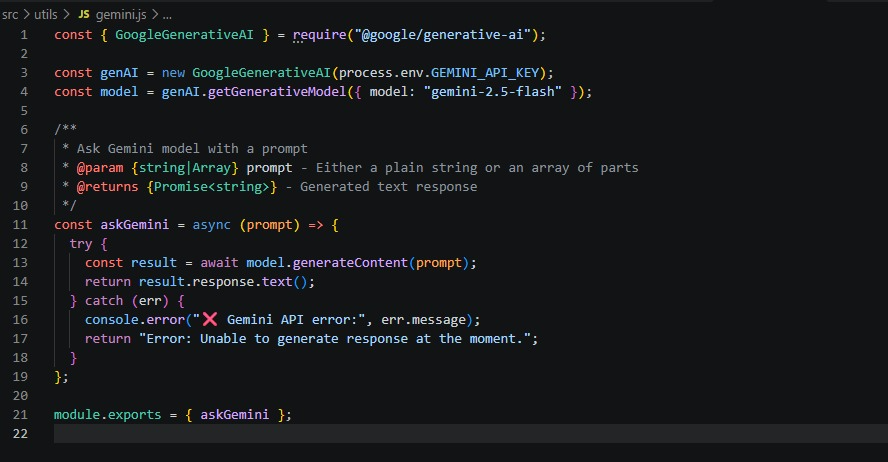 src > utils > JS gemini.js > ...
1 const { GoogleGenerativeAI } = require("@google/generative-ai");
2
3 const genAI = new GoogleGenerativeAI(process.env.GEMINI_API_KEY);
4 const model = genAI.getGenerativeModel({ model: "gemini-2.5-flash" });
5
6 /**
7  * Ask Gemini model with a prompt
8  * @param {string|Array} prompt - Either a plain string or an array of parts
9  * @returns {Promise<string>} - Generated text response
10  */
11 const askGemini = async (prompt) => {
12   try {
13     const result = await model.generateContent(prompt);
14     return result.response.text();
15   } catch (err) {
16     console.error("❌ Gemini API error:", err.message);
17     return "Error: Unable to generate response at the moment.";
18   }
19 };
20
21 module.exports = { askGemini };
22